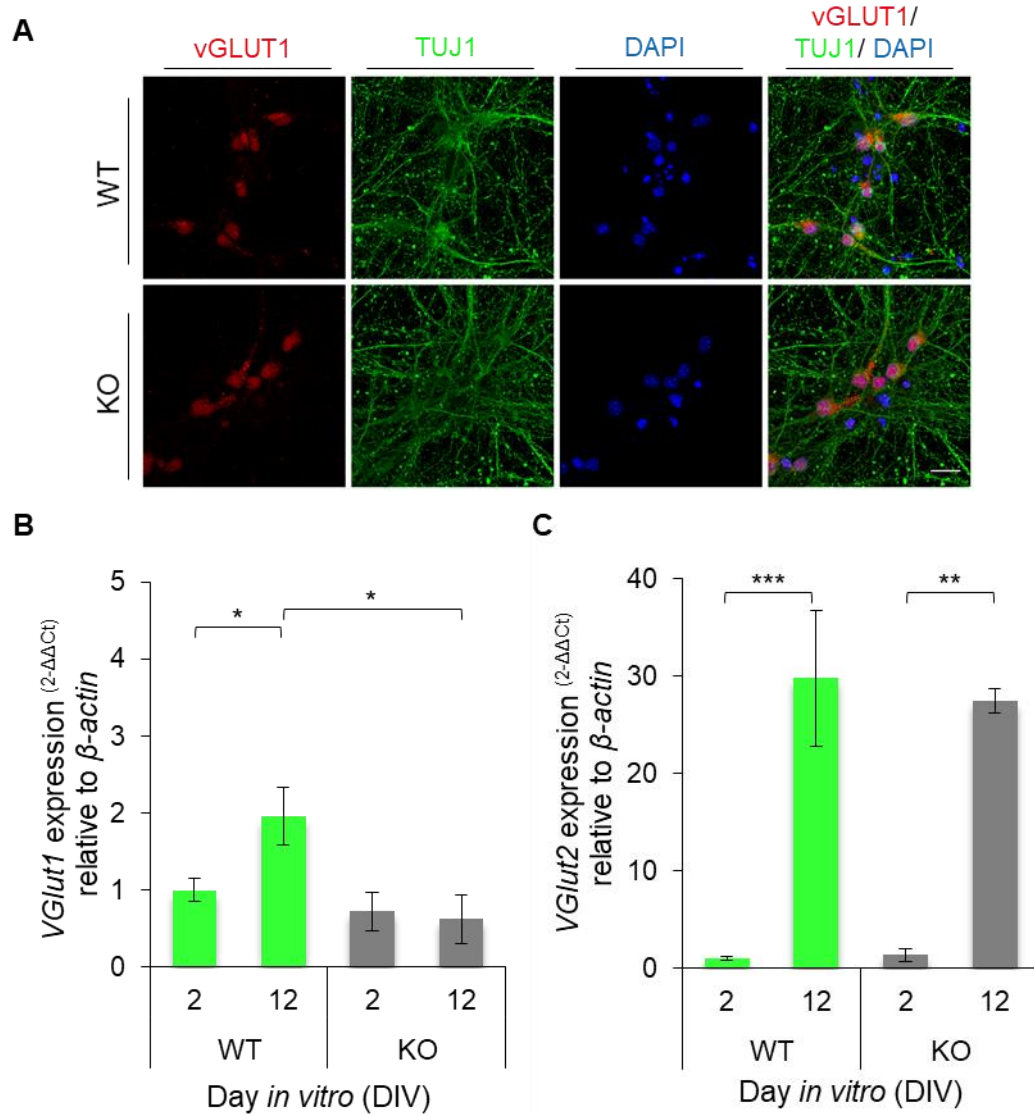 A
vGLUT1
TUJ1
DAPI
vGLUT1/
TUJ1/ DAPI
WT
KO
B
VGlut1 expression (2-ΔΔCt)
relative to β-actin
5
4
3
2
1
0
*
*
2
12
2
12
WT
KO
Day in vitro (DIV)
C
VGlut2 expression (2-ΔΔCt)
relative to β-actin
40
30
20
10
0
***
**
2
12
2
12
WT
KO
Day in vitro (DIV)